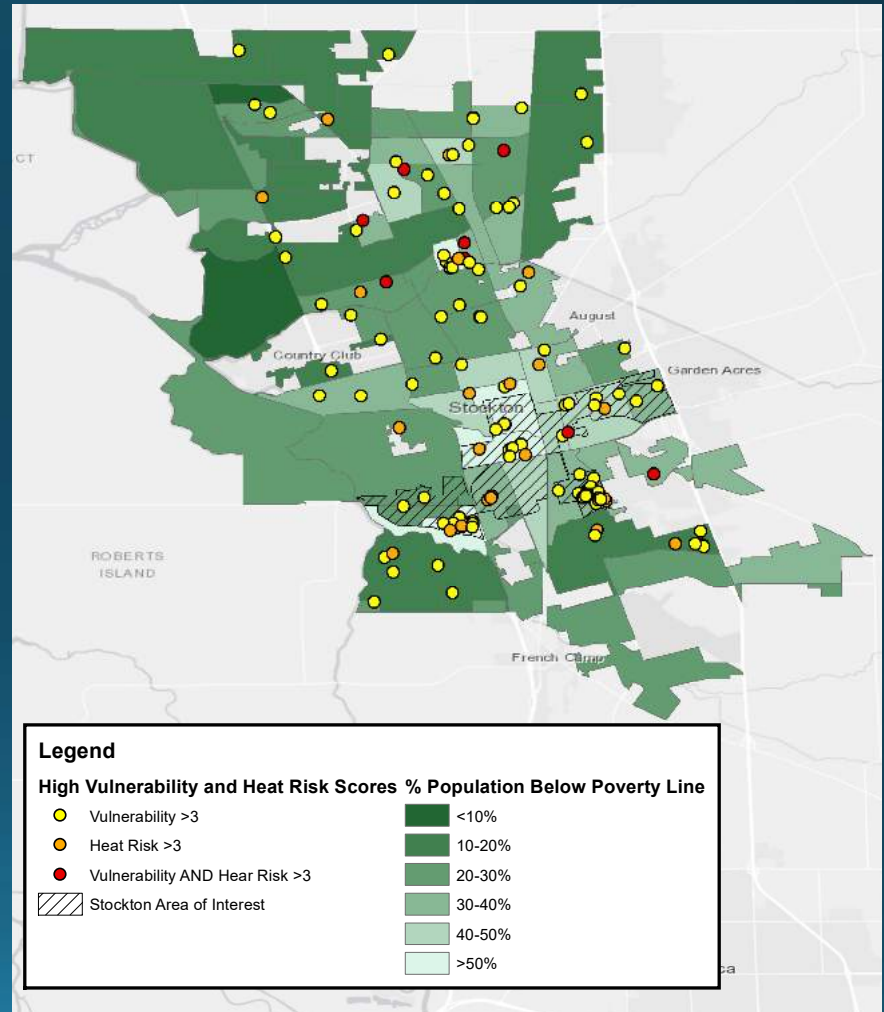 CT
August
Country Club
Garden Acres
Stockton
ROBERTS
ISLAND
French Camp
Legend
High Vulnerability and Heat Risk Scores
Vulnerability >3
Heat Risk >3
Vulnerability AND Hear Risk >3
Stockton Area of Interest
% Population Below Poverty Line
<10%
10-20%
20-30%
30-40%
40-50%
>50%
ca